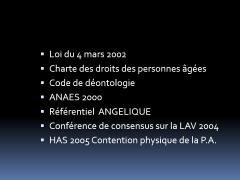 Loi du 4 mars 2002
Charte des droits des personnes âgées
Code de déontologie
ANAES 2000
Référentiel ANGELIQUE
Conférence de consensus sur la LAV 2004
HAS 2005 Contention physique de la P.A.